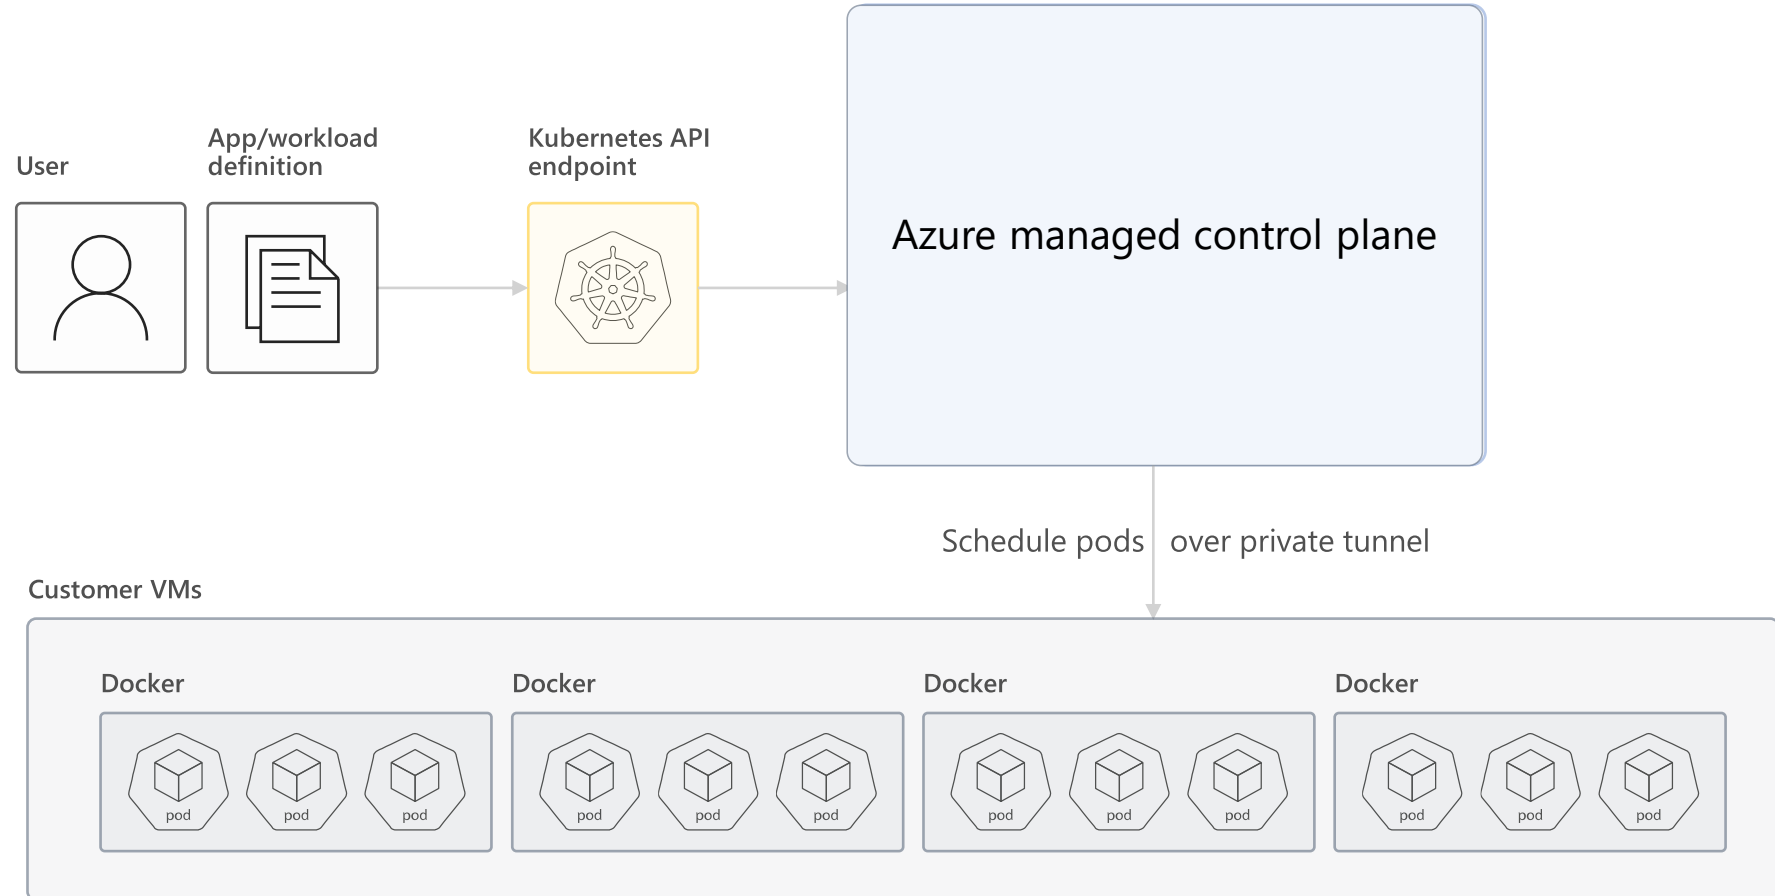 User
App/workload
definition
Kubernetes API
endpoint
Azure managed control plane
Schedule pods over private tunnel
Customer VMs
Docker Docker Docker Docker
pod pod pod pod pod pod pod pod pod pod pod pod